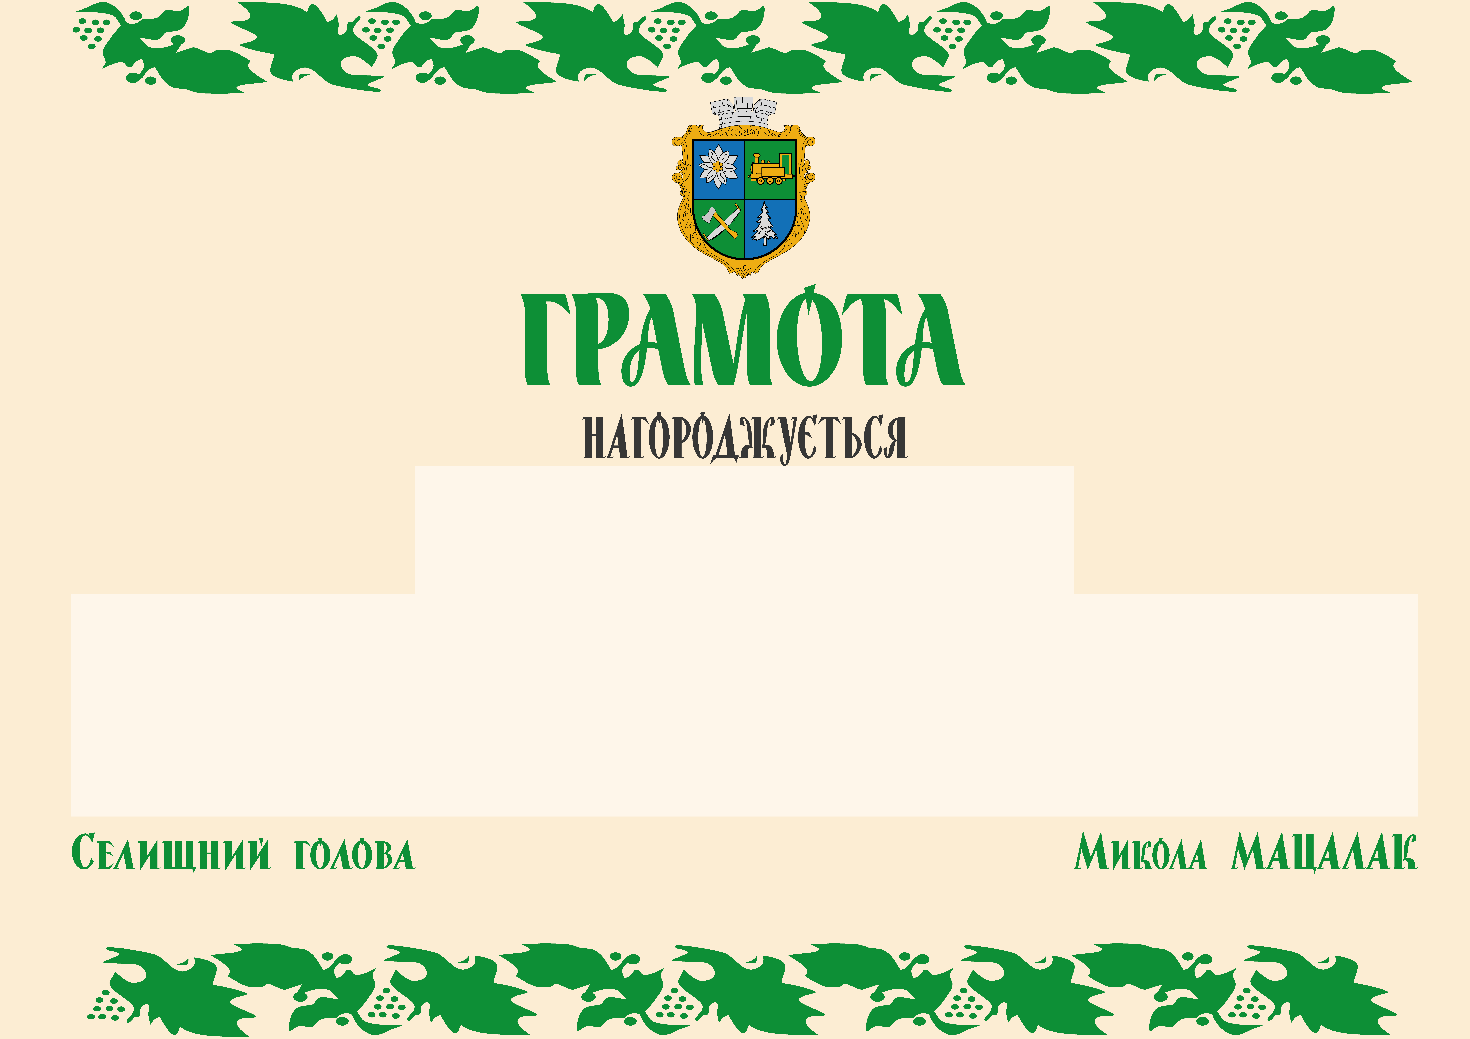 ГРАМОТА
НАГОРОДЖУЄТЬСЯ
Селищний голова Микола МАЦАЛАК